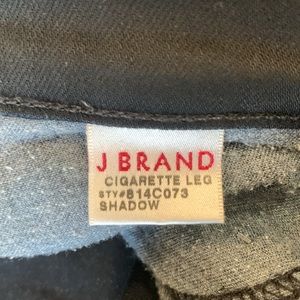 J BRAND
CIGARETTE LEG
STY#814C073
SHADOW